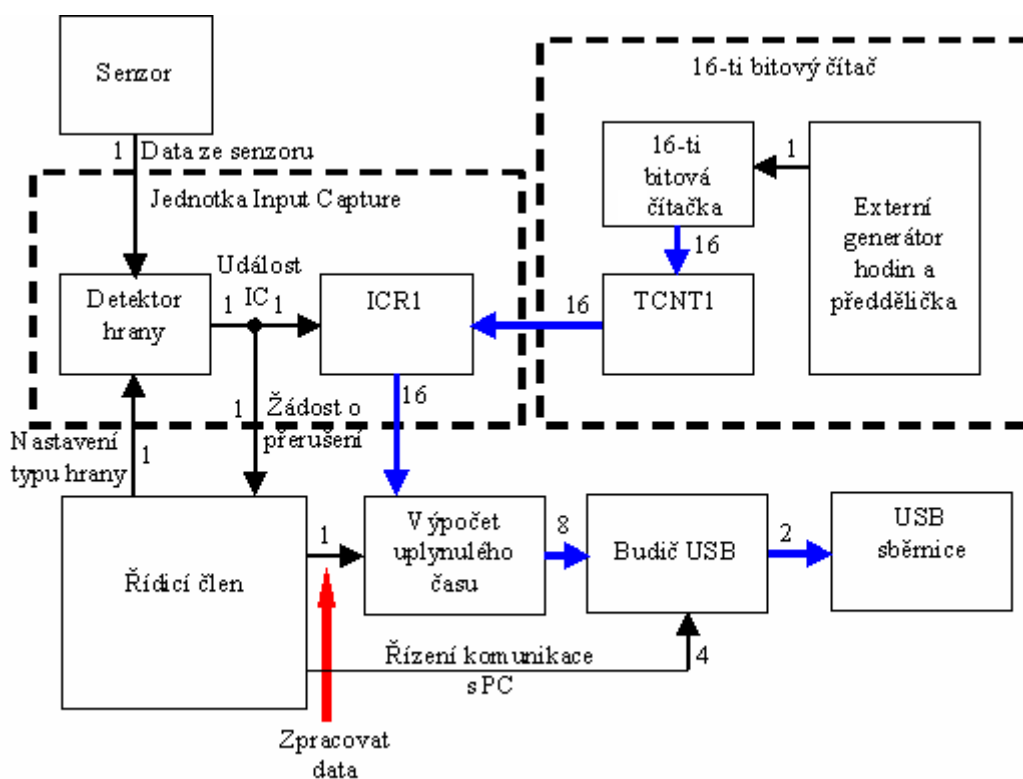 Senzor
1
Data ze senzoru
16-ti bitový čítač
Jednotka Input Capture
16-ti
bitová
čítačka
1
Externí
generátor
hodin a
předdělička
16
Událost
IC
1
1
Detektor
hrany
ICR1
16
TCNT1
16
1
Žádost o
přerušení
Nastavení
typu hrany
1
Řídicí člen
1
Výpočet
uplynulého
času
8
Budič USB
2
USB
sběrnice
Řízení komunikace
s PC
4
Zpracovat
data